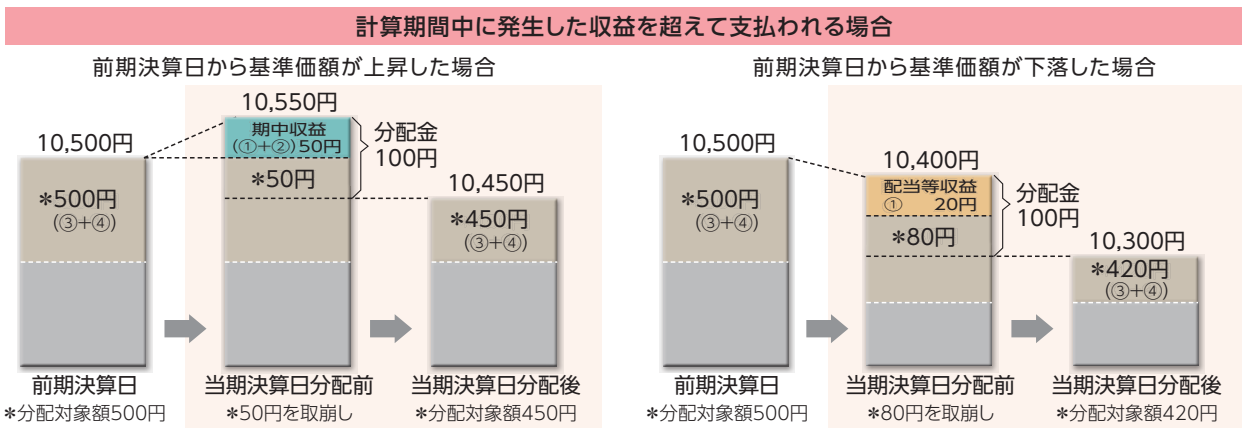 計算期間中に発生した収益を超えて支払われる場合
前期決算日から基準価額が上昇した場合
10,500円
＊500円
(③＋④)
前期決算日
＊分配対象額500円
10,550円
期中収益
(①＋②)50円
＊50円
分配金
100円
当期決算日分配前
＊50円を取崩し
10,450円
＊450円
(③＋④)
当期決算日分配後
＊分配対象額450円
前期決算日から基準価額が下落した場合
10,500円
＊500円
(③＋④)
前期決算日
＊分配対象額500円
10,400円
配当等収益
① 20円
＊80円
分配金
100円
当期決算日分配前
＊80円を取崩し
10,300円
＊420円
(③＋④)
当期決算日分配後
＊分配対象額420円